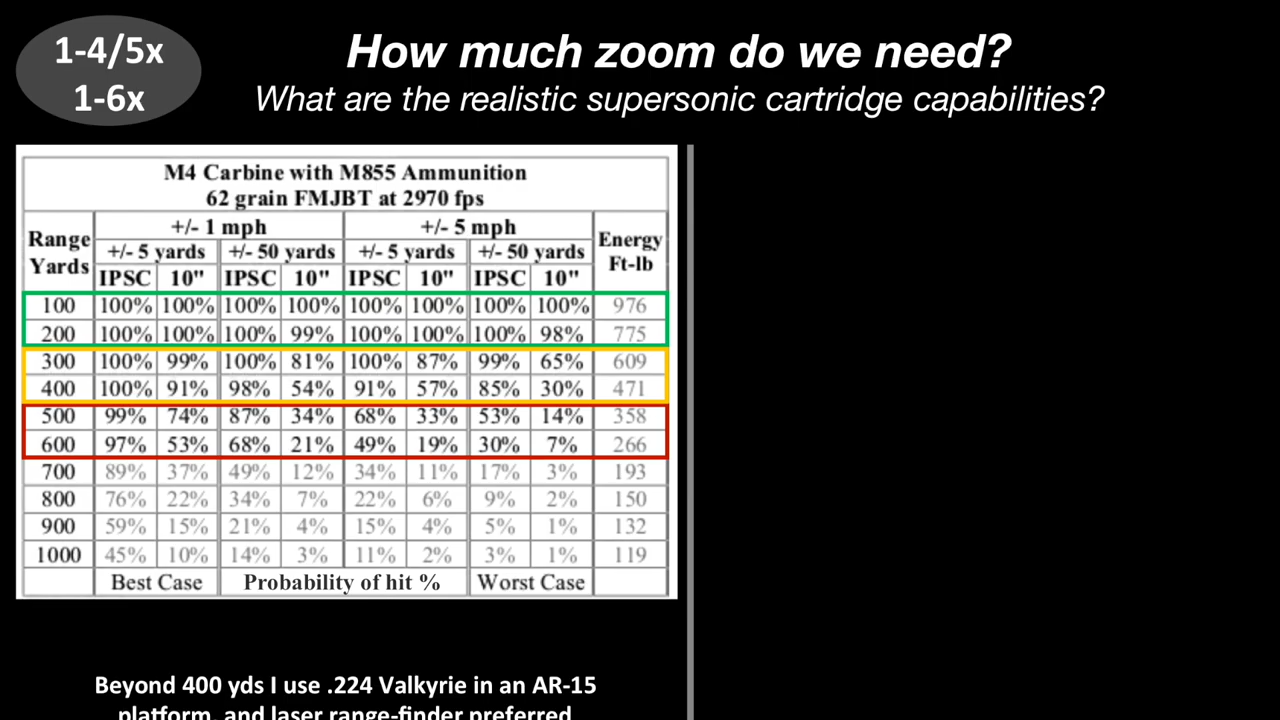 1-4/5x
1-6x
How much zoom do we need?
What are the realistic supersonic cartridge capabilities?
M4 Carbine with M855 Ammunition
62 grain FMJBT at 2970 fps
Range Yards +/- 1 mph +/- 5 mph Energy Ft-lb
+/- 5 yards +/- 50 yards +/- 5 yards +/- 50 yards
IPSC 10" IPSC 10" IPSC 10" IPSC 10"
100 100% 100% 100% 100% 100% 100% 100% 100% 976
200 100% 100% 100% 99% 100% 100% 100% 98% 775
300 100% 99% 100% 81% 100% 87% 99% 65% 609
400 100% 91% 98% 54% 91% 57% 85% 30% 471
500 99% 74% 87% 34% 68% 33% 53% 14% 358
600 97% 53% 68% 21% 49% 19% 30% 7% 266
700 89% 37% 49% 12% 34% 11% 17% 3% 193
800 76% 22% 34% 7% 22% 6% 9% 2% 150
900 59% 15% 21% 4% 15% 4% 5% 1% 132
1000 45% 10% 14% 3% 11% 2% 3% 1% 119
Best Case Probability of hit % Worst Case
Beyond 400 yds I use .224 Valkyrie in an AR-15
platform, and laser range-finder preferred